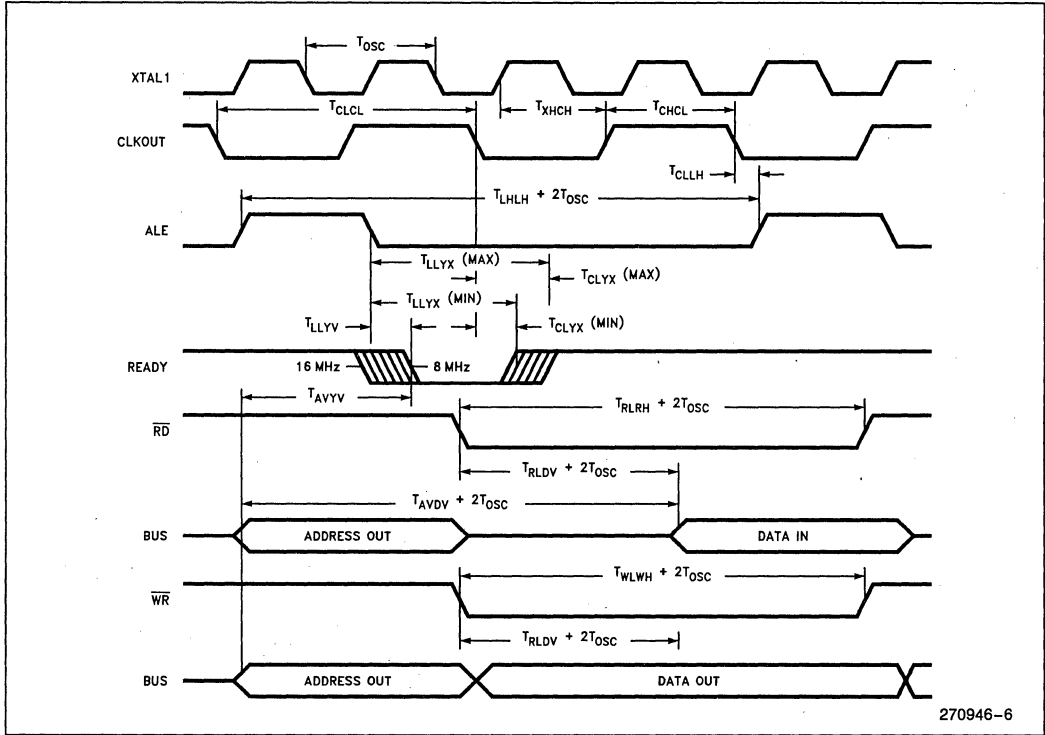 T_OSC
XTAL1
T_CLCL
T_XHCH
T_CHCL
CLKOUT
T_CLLH
T_LHLH + 2T_OSC
ALE
T_LLYX (MAX)
T_CLYX (MAX)
T_LLYX (MIN)
T_LLYV
T_CLYX (MIN)
READY
16 MHz
8 MHz
T_AVYV
T_RLRH + 2T_OSC
RD
T_RLDV + 2T_OSC
T_AVDV + 2T_OSC
BUS
ADDRESS OUT
DATA IN
T_WLWH + 2T_OSC
WR
T_RLDV + 2T_OSC
BUS
ADDRESS OUT
DATA OUT
270946-6